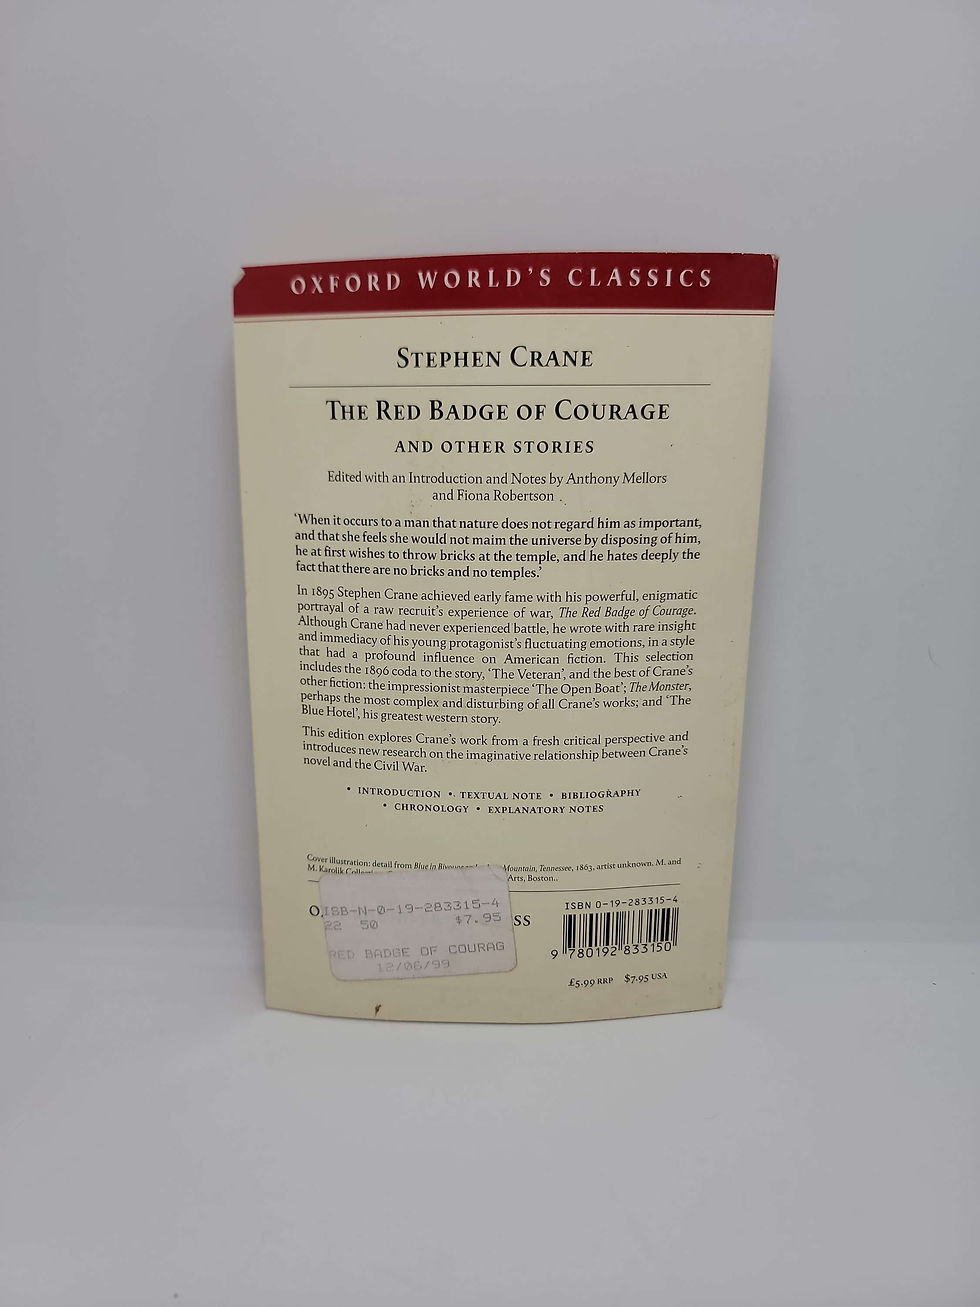 OXFORD WORLD'S CLASSICS
STEPHEN CRANE
THE RED BADGE OF COURAGE
AND OTHER STORIES
Edited with an Introduction and Notes by Anthony Mellors
and Fiona Robertson
'When it occurs to a man that nature does not regard him as important,
and that she feels she would not maim the universe by disposing of him,
he at first wishes to throw bricks at the temple, and he hates deeply the
fact that there are no bricks and no temples.'
In 1895 Stephen Crane achieved early fame with his powerful, enigmatic
portrayal of a raw recruit's experience of war, The Red Badge of Courage.
Although Crane had never experienced battle, he wrote with rare insight
and immediacy of his young protagonist's fluctuating emotions, in a style
that had a profound influence on American fiction. This selection
includes the 1896 coda to the story, 'The Veteran', and the best of Crane's
other fiction: the impressionist masterpiece 'The Open Boat'; The Monster,
perhaps the most complex and disturbing of all Crane's works; and 'The
Blue Hotel', his greatest western story.
This edition explores Crane's work from a fresh critical perspective and
introduces new research on the imaginative relationship between Crane's
novel and the Civil War.
• INTRODUCTION • TEXTUAL NOTE • BIBLIOGRAPHY
• CHRONOLOGY • EXPLANATORY NOTES
Cover illustration: detail from Blue in Mountain, Tennessee, 1863, artist unknown. M. and
M. Karolik Arts, Boston..
O SS
ISB-N-0-19-283315-4
22 50 $7.95
RED BADGE OF COURAG
12/06/99
ISBN 0-19-283315-4
9 780192 833150
£5.99 RRP $7.95 USA